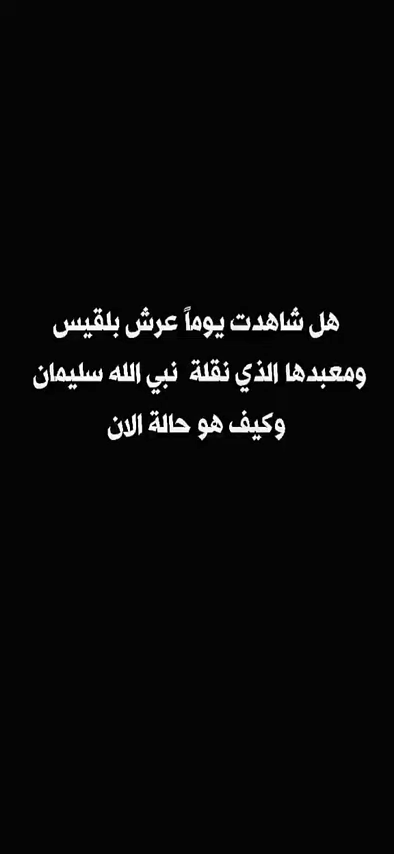 هل شاهدت يوماً عرش بلقيس
ومعبدها الذي نقلة نبي الله سليمان
وكيف هو حالة الان